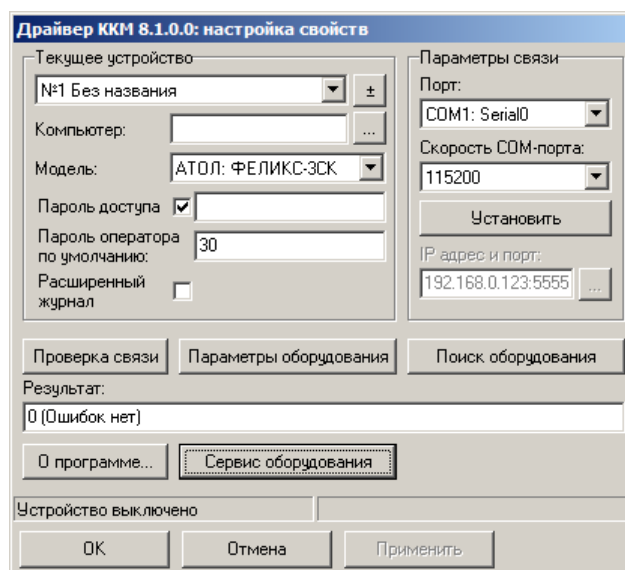 Драйвер ККМ 8.1.0.0: настройка свойств
Текущее устройство
№1 Без названия
±
Компьютер:
...
Модель:
АТОЛ: ФЕЛИКС-3СК
Пароль доступа
Пароль оператора
по умолчанию:
30
Расширенный
журнал
Параметры связи
Порт:
COM1: Serial0
Скорость COM-порта:
115200
Установить
IP адрес и порт:
192.168.0.123:5555
...
Проверка связи
Параметры оборудования
Поиск оборудования
Результат:
0 (Ошибок нет)
О программе...
Сервис оборудования
Устройство выключено
OK
Отмена
Применить